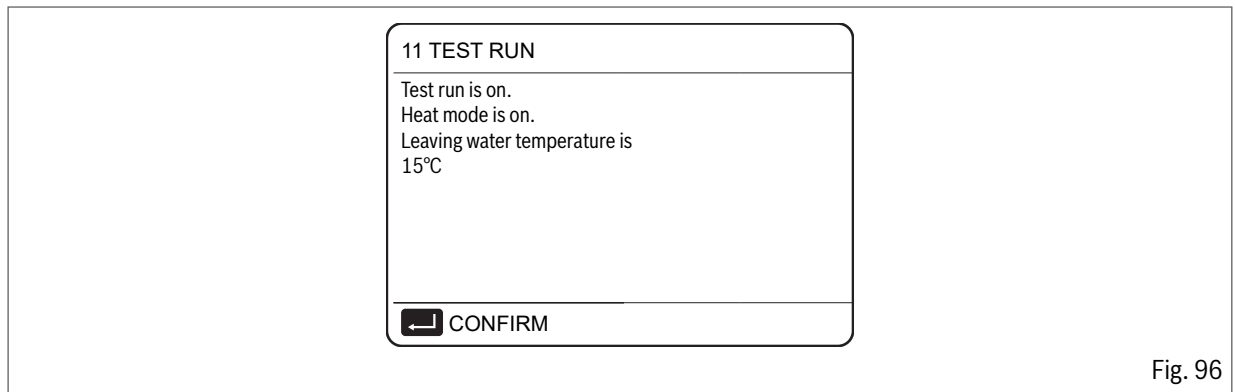 11 TEST RUN
Test run is on.
Heat mode is on.
Leaving water temperature is
15°C
CONFIRM
Fig. 96